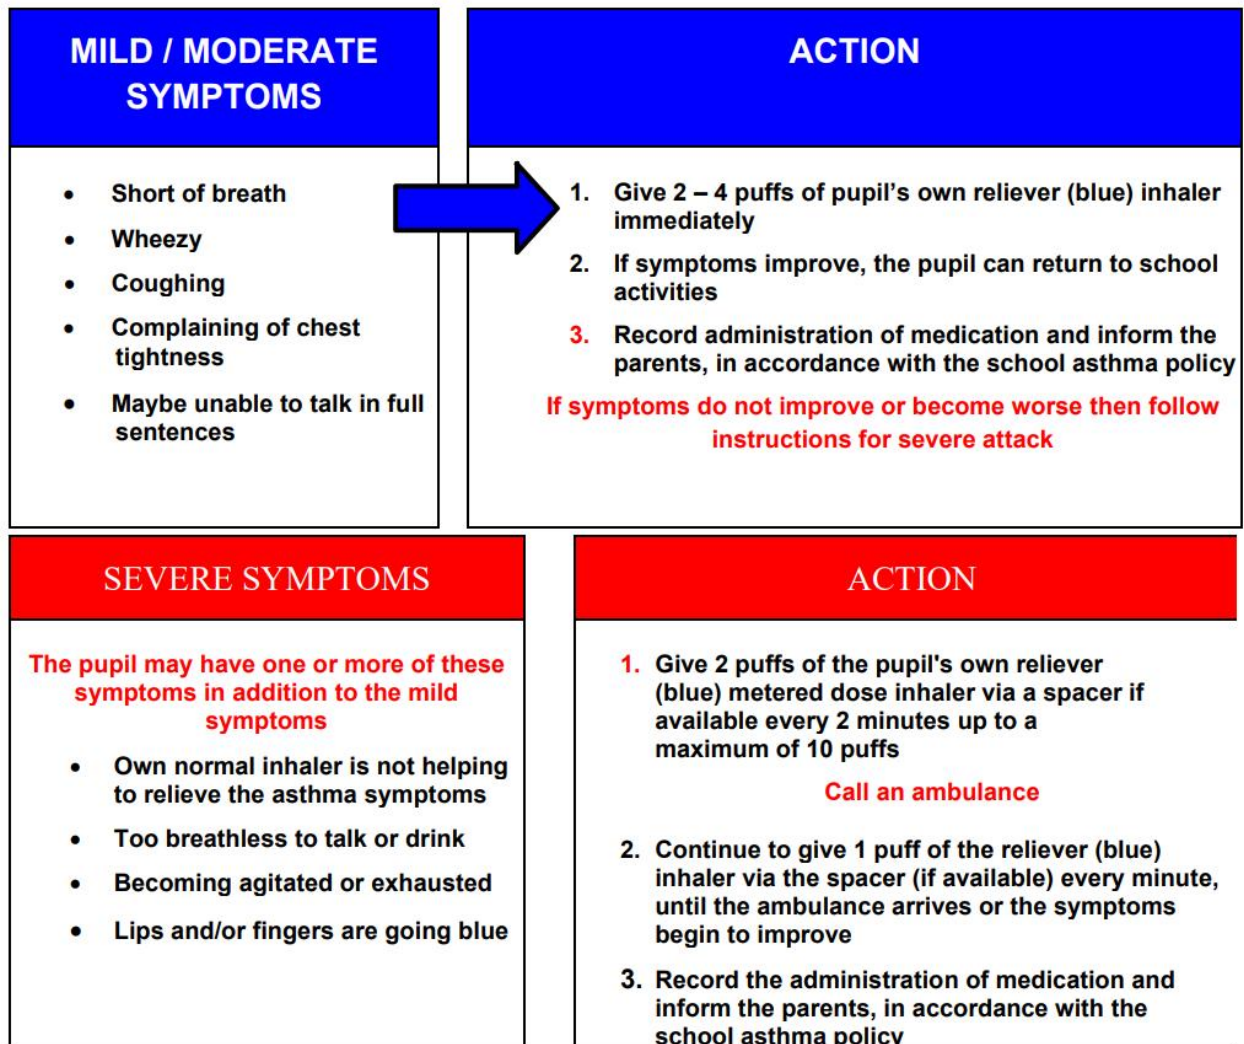 MILD / MODERATE
SYMPTOMS
• Short of breath
• Wheezy
• Coughing
• Complaining of chest
tightness
• Maybe unable to talk in full
sentences
ACTION
1. Give 2 – 4 puffs of pupil's own reliever (blue) inhaler
immediately
2. If symptoms improve, the pupil can return to school
activities
3. Record administration of medication and inform the
parents, in accordance with the school asthma policy
If symptoms do not improve or become worse then follow
instructions for severe attack
SEVERE SYMPTOMS
The pupil may have one or more of these
symptoms in addition to the mild
symptoms
• Own normal inhaler is not helping
to relieve the asthma symptoms
• Too breathless to talk or drink
• Becoming agitated or exhausted
• Lips and/or fingers are going blue
ACTION
1. Give 2 puffs of the pupil's own reliever
(blue) metered dose inhaler via a spacer if
available every 2 minutes up to a
maximum of 10 puffs
Call an ambulance
2. Continue to give 1 puff of the reliever (blue)
inhaler via the spacer (if available) every minute,
until the ambulance arrives or the symptoms
begin to improve
3. Record the administration of medication and
inform the parents, in accordance with the
school asthma policy